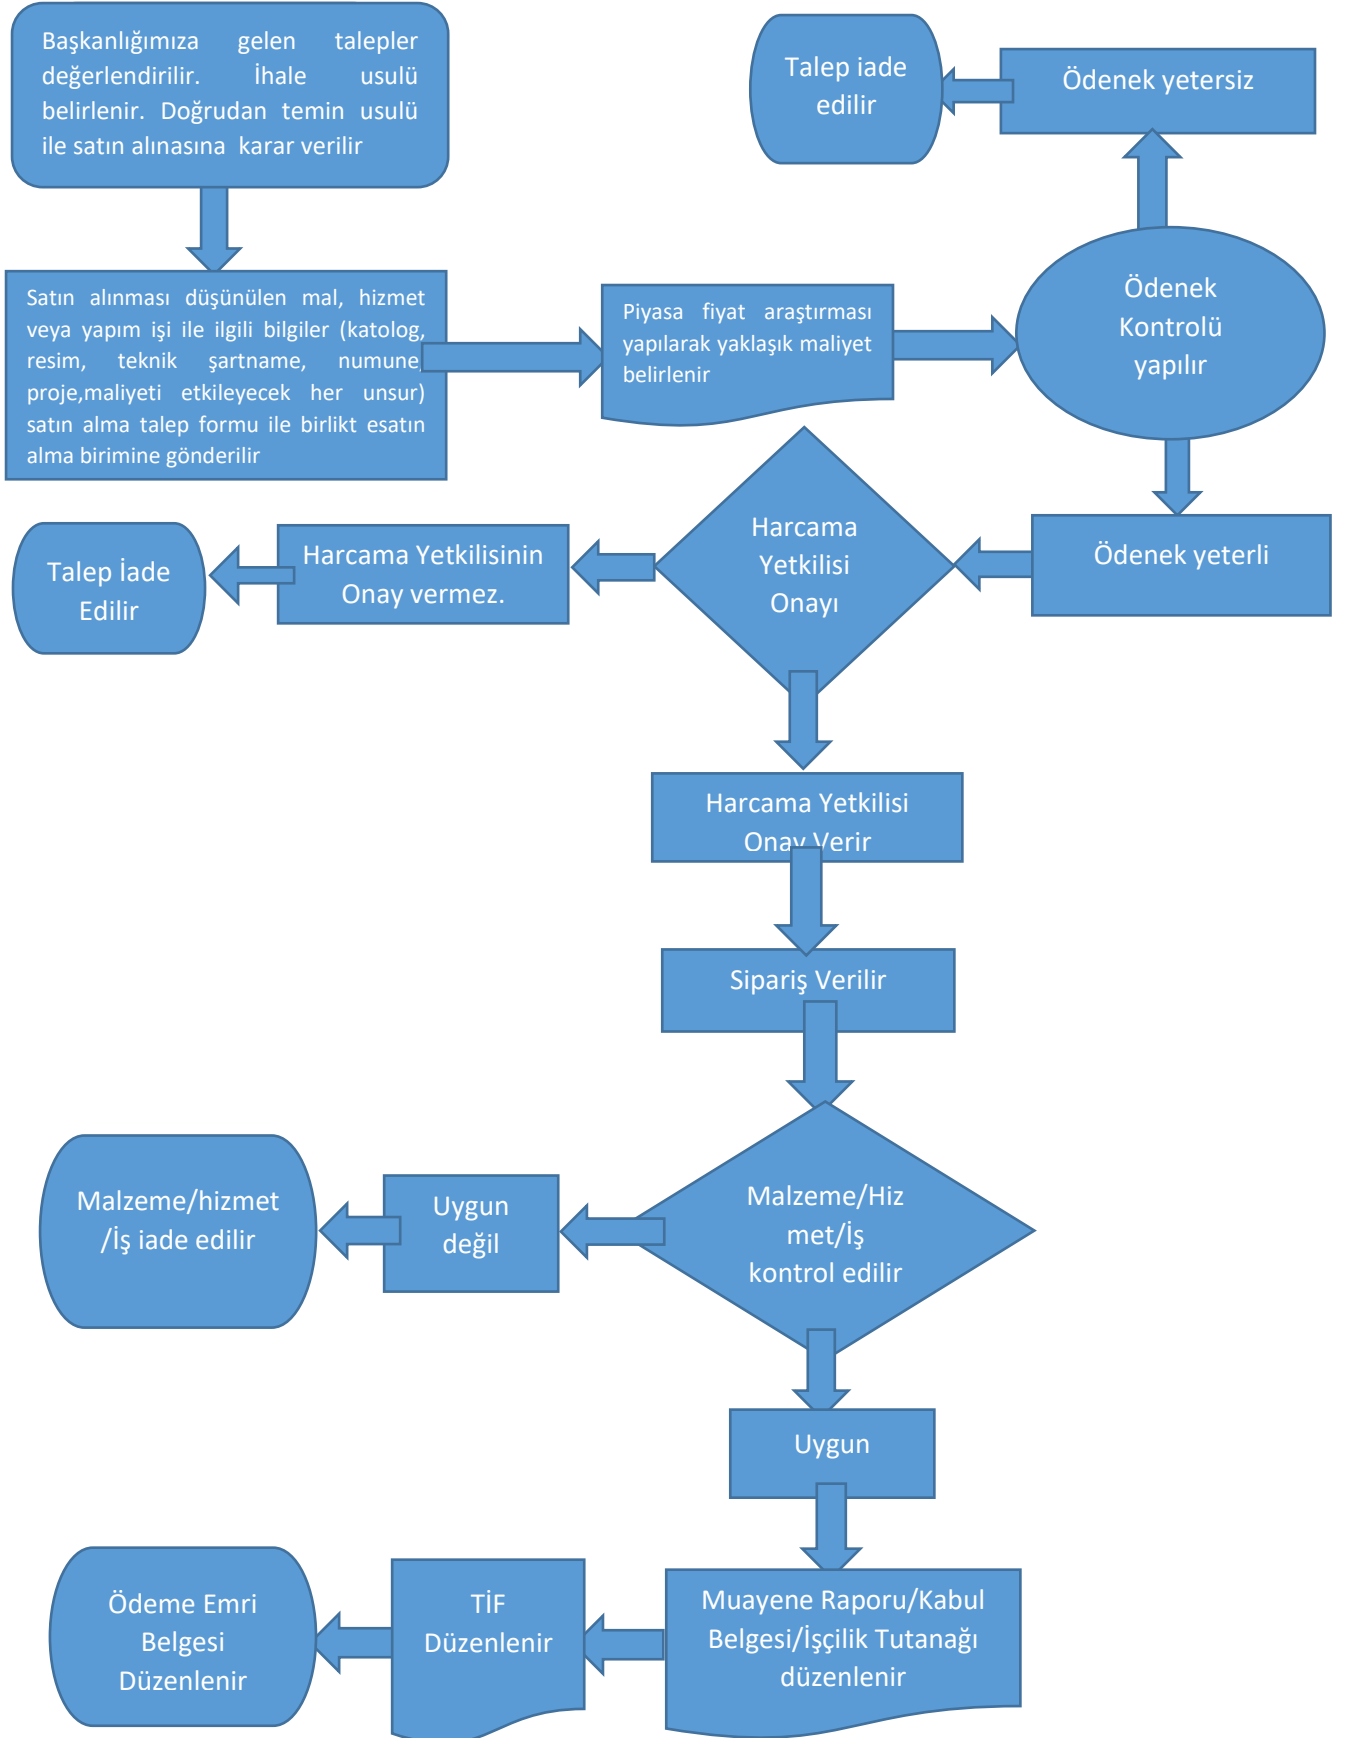 Başkanlığımıza gelen talepler
değerlendirilir. İhale usulü
belirlenir. Doğrudan temin usulü
ile satın alınasına karar verilir
Talep iade
edilir
Ödenek yetersiz
Satın alınması düşünülen mal, hizmet
veya yapım işi ile ilgili bilgiler (katolog,
resim, teknik şartname, numune,
proje,maliyeti etkileyecek her unsur)
satın alma talep formu ile birlikt esatın
alma birimine gönderilir
Piyasa fiyat araştırması
yapılarak yaklaşık maliyet
belirlenir
Ödenek
Kontrolü
yapılır
Talep İade
Edilir
Harcama Yetkilisinin
Onay vermez.
Harcama
Yetkilisi
Onayı
Ödenek yeterli
Harcama Yetkilisi
Onay Verir
Sipariş Verilir
Malzeme/hizmet
/İş iade edilir
Uygun
değil
Malzeme/Hiz
met/İş
kontrol edilir
Uygun
Ödeme Emri
Belgesi
Düzenlenir
TİF
Düzenlenir
Muayene Raporu/Kabul
Belgesi/İşçilik Tutanağı
düzenlenir